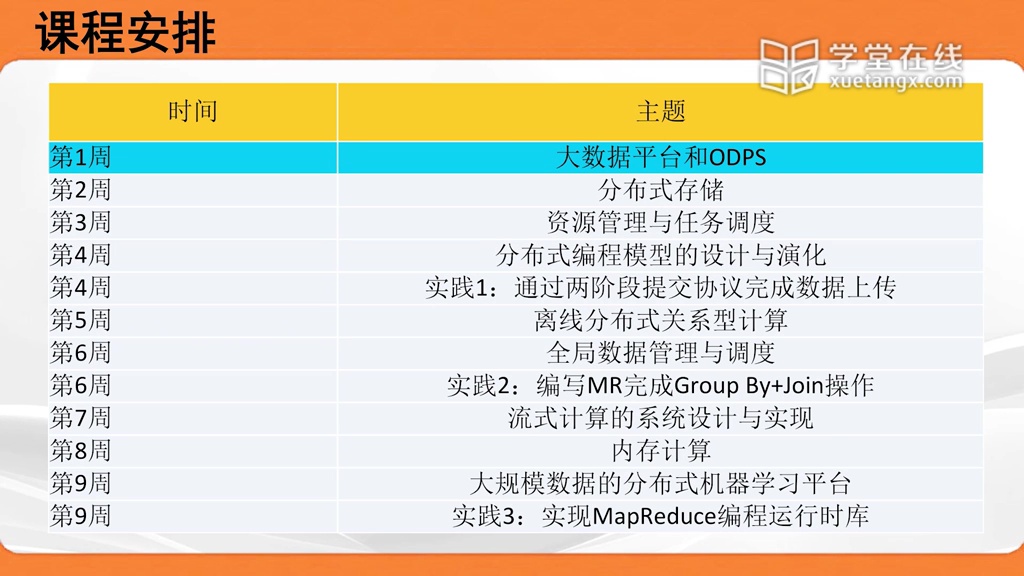 课程安排
学堂在线
xuetangx.com
时间 主题
第1周 大数据平台和ODPS
第2周 分布式存储
第3周 资源管理与任务调度
第4周 分布式编程模型的设计与演化
第4周 实践1：通过两阶段提交协议完成数据上传
第5周 离线分布式关系型计算
第6周 全局数据管理与调度
第6周 实践2：编写MR完成Group By+Join操作
第7周 流式计算的系统设计与实现
第8周 内存计算
第9周 大规模数据的分布式机器学习平台
第9周 实践3：实现MapReduce编程运行时库